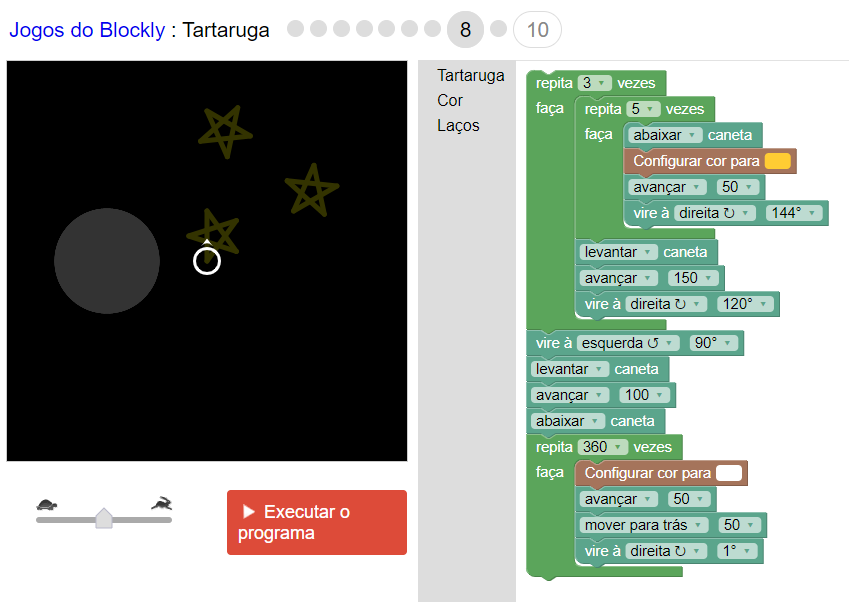 Jogos do Blockly : Tartaruga 8 10
Tartaruga
Cor
Laços
repita 3 vezes
faça repita 5 vezes
faça abaixar caneta
Configurar cor para
avançar 50
vire à direita ↻ 144°
levantar caneta
avançar 150
vire à direita ↻ 120°
vire à esquerda ↺ 90°
levantar caneta
avançar 100
abaixar caneta
repita 360 vezes
faça Configurar cor para
avançar 50
mover para trás 50
vire à direita ↻ 1°
Executar o
programa